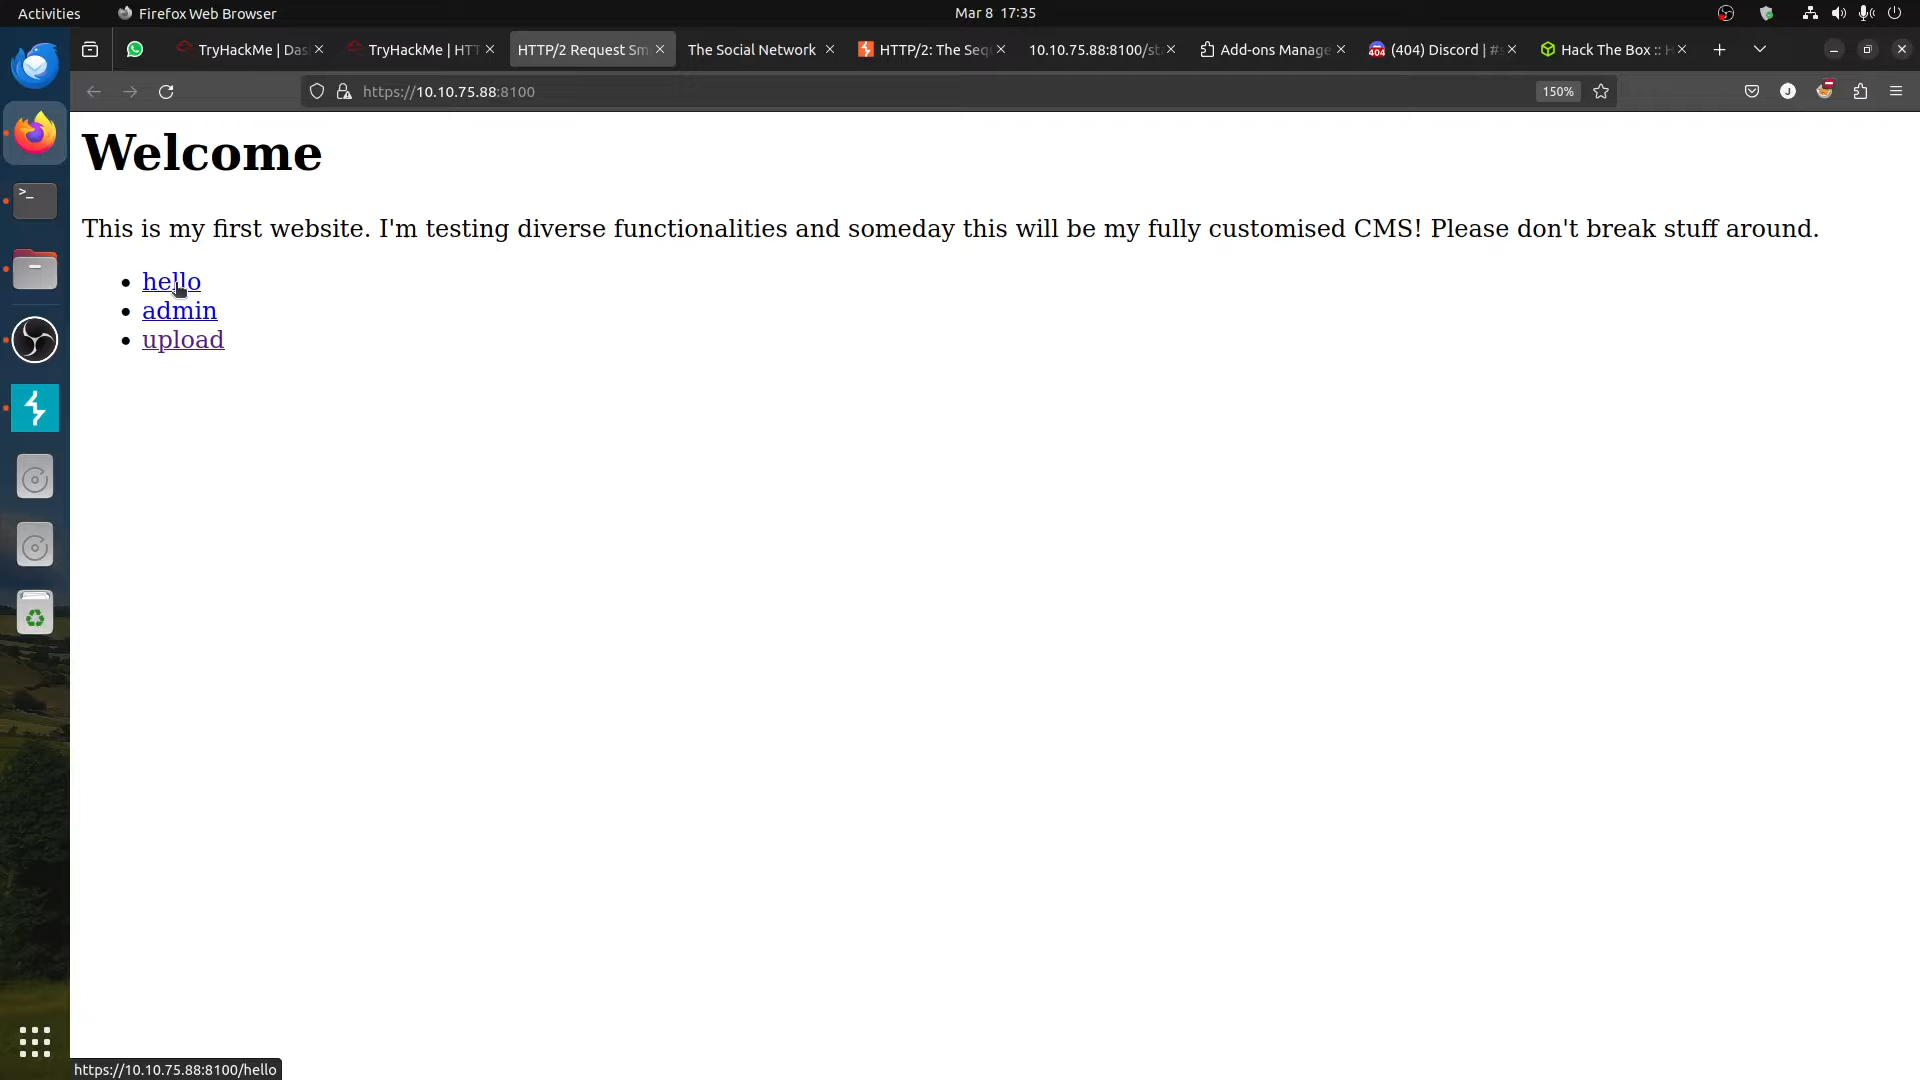 Activities
Firefox Web Browser
Mar 8 17:35
TryHackMe | Das
TryHackMe | HTT
HTTP/2 Request Sm
The Social Network
HTTP/2: The Seq
10.10.75.88:8100/st
Add-ons Manage
(404) Discord | #s
Hack The Box :: H
https://10.10.75.88:8100
150%
J
Welcome
This is my first website. I'm testing diverse functionalities and someday this will be my fully customised CMS! Please don't break stuff around.
hello
admin
upload
https://10.10.75.88:8100/hello